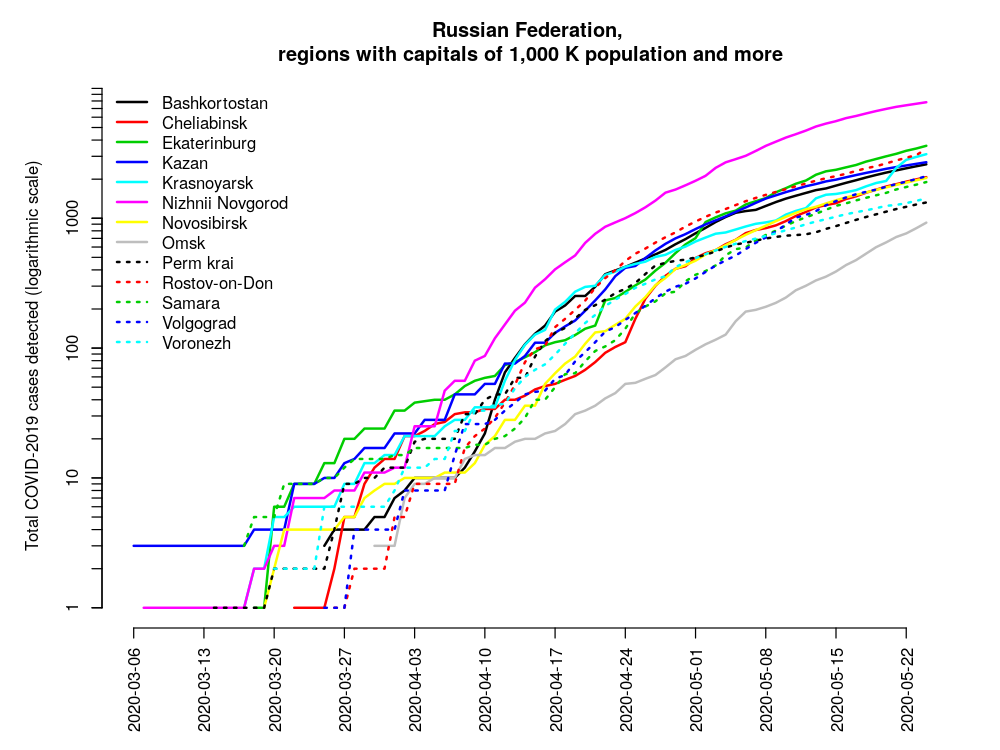 Russian Federation,
regions with capitals of 1,000 K population and more
Total COVID-2019 cases detected (logarithmic scale)
1000
100
10
1
Bashkortostan
Cheliabinsk
Ekaterinburg
Kazan
Krasnoyarsk
Nizhnii Novgorod
Novosibirsk
Omsk
Perm krai
Rostov-on-Don
Samara
Volgograd
Voronezh
2020-03-06
2020-03-13
2020-03-20
2020-03-27
2020-04-03
2020-04-10
2020-04-17
2020-04-24
2020-05-01
2020-05-08
2020-05-15
2020-05-22